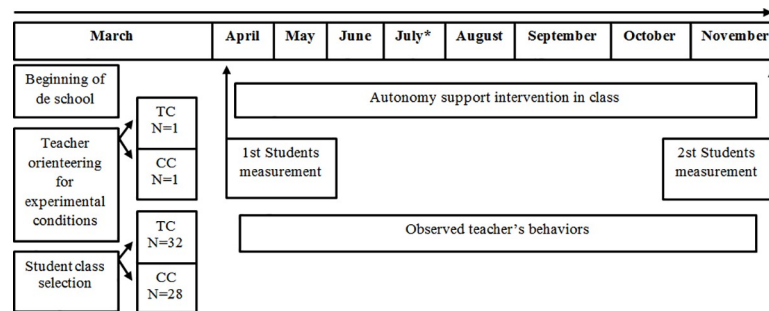 March April May June July* August September October November
Beginning of
de school
Autonomy support intervention in class
TC
N=1
Teacher
orienteering
for
experimental
conditions
CC
N=1
1st Students
measurement
2st Students
measurement
TC
N=32
Observed teacher's behaviors
Student class
selection
CC
N=28